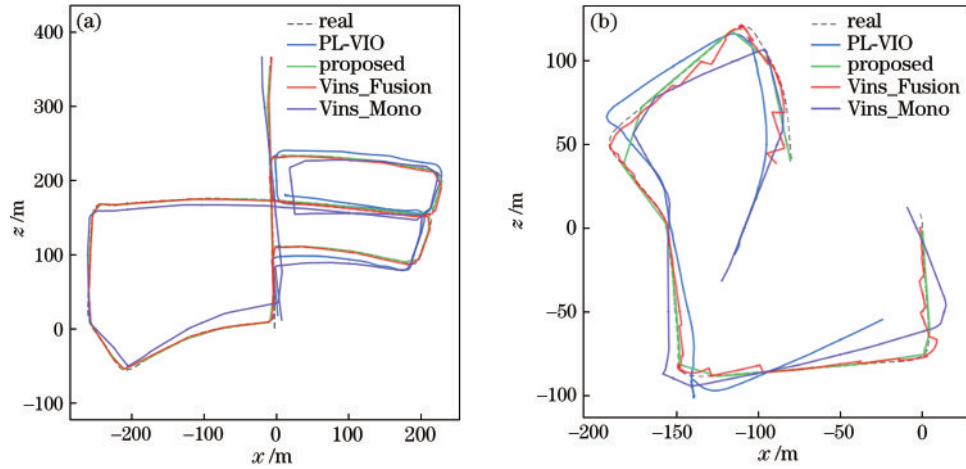 (a)
real
PL-VIO
proposed
Vins_Fusion
Vins_Mono
400
300
200
100
0
−100
z/m
−200
−100
0
100
200
x/m
(b)
real
PL-VIO
proposed
Vins_Fusion
Vins_Mono
100
50
0
−50
−100
z/m
−200
−150
−100
−50
0
x/m